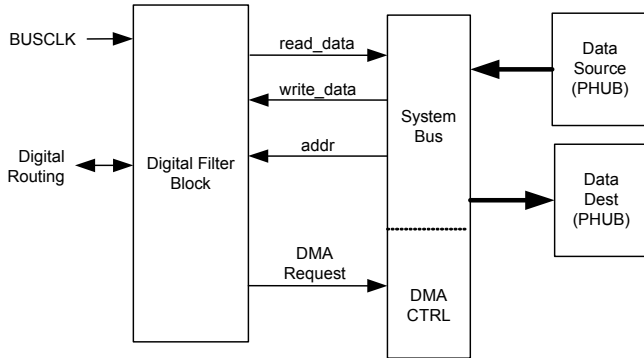 BUSCLK
Digital
Routing
Digital Filter
Block
read_data
write_data
addr
DMA
Request
System
Bus
DMA
CTRL
Data
Source
(PHUB)
Data
Dest
(PHUB)